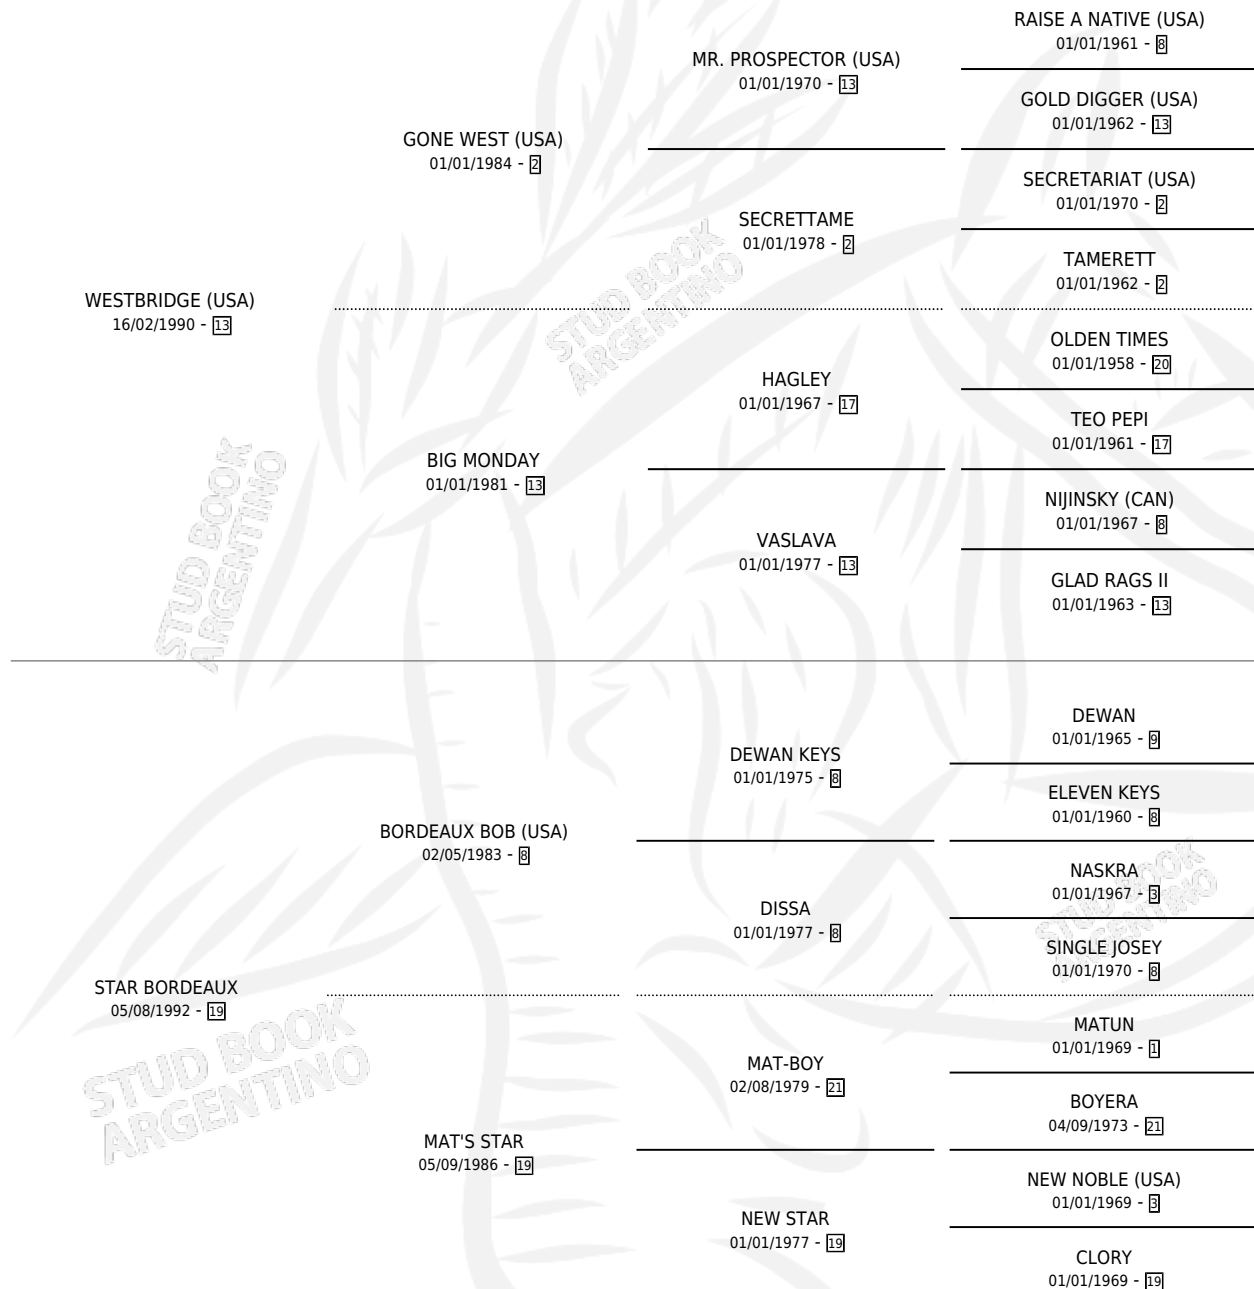 RAISE A NATIVE (USA)
01/01/1961 - 8
MR. PROSPECTOR (USA)
01/01/1970 - 13
GOLD DIGGER (USA)
01/01/1962 - 13
GONE WEST (USA)
01/01/1984 - 2
SECRETARIAT (USA)
01/01/1970 - 2
SECRETTAME
01/01/1978 - 2
TAMERETT
01/01/1962 - 2
WESTBRIDGE (USA)
16/02/1990 - 13
OLDEN TIMES
01/01/1958 - 20
HAGLEY
01/01/1967 - 17
TEO PEPI
01/01/1961 - 17
BIG MONDAY
01/01/1981 - 13
NIJINSKY (CAN)
01/01/1967 - 8
VASLAVA
01/01/1977 - 13
GLAD RAGS II
01/01/1963 - 13
DEWAN
01/01/1965 - 9
DEWAN KEYS
01/01/1975 - 8
ELEVEN KEYS
01/01/1960 - 8
BORDEAUX BOB (USA)
02/05/1983 - 8
NASKRA
01/01/1967 - 3
DISSA
01/01/1977 - 8
SINGLE JOSEY
01/01/1970 - 8
STAR BORDEAUX
05/08/1992 - 19
MATUN
01/01/1969 - 1
MAT-BOY
02/08/1979 - 21
BOYERA
04/09/1973 - 21
MAT'S STAR
05/09/1986 - 19
NEW NOBLE (USA)
01/01/1969 - 3
NEW STAR
01/01/1977 - 19
CLORY
01/01/1969 - 19
STUD BOOK
ARGENTINO
STUD BOOK
ARGENTINO
STUD BOOK
ARGENTINO
STUD BOOK
ARGENTINO